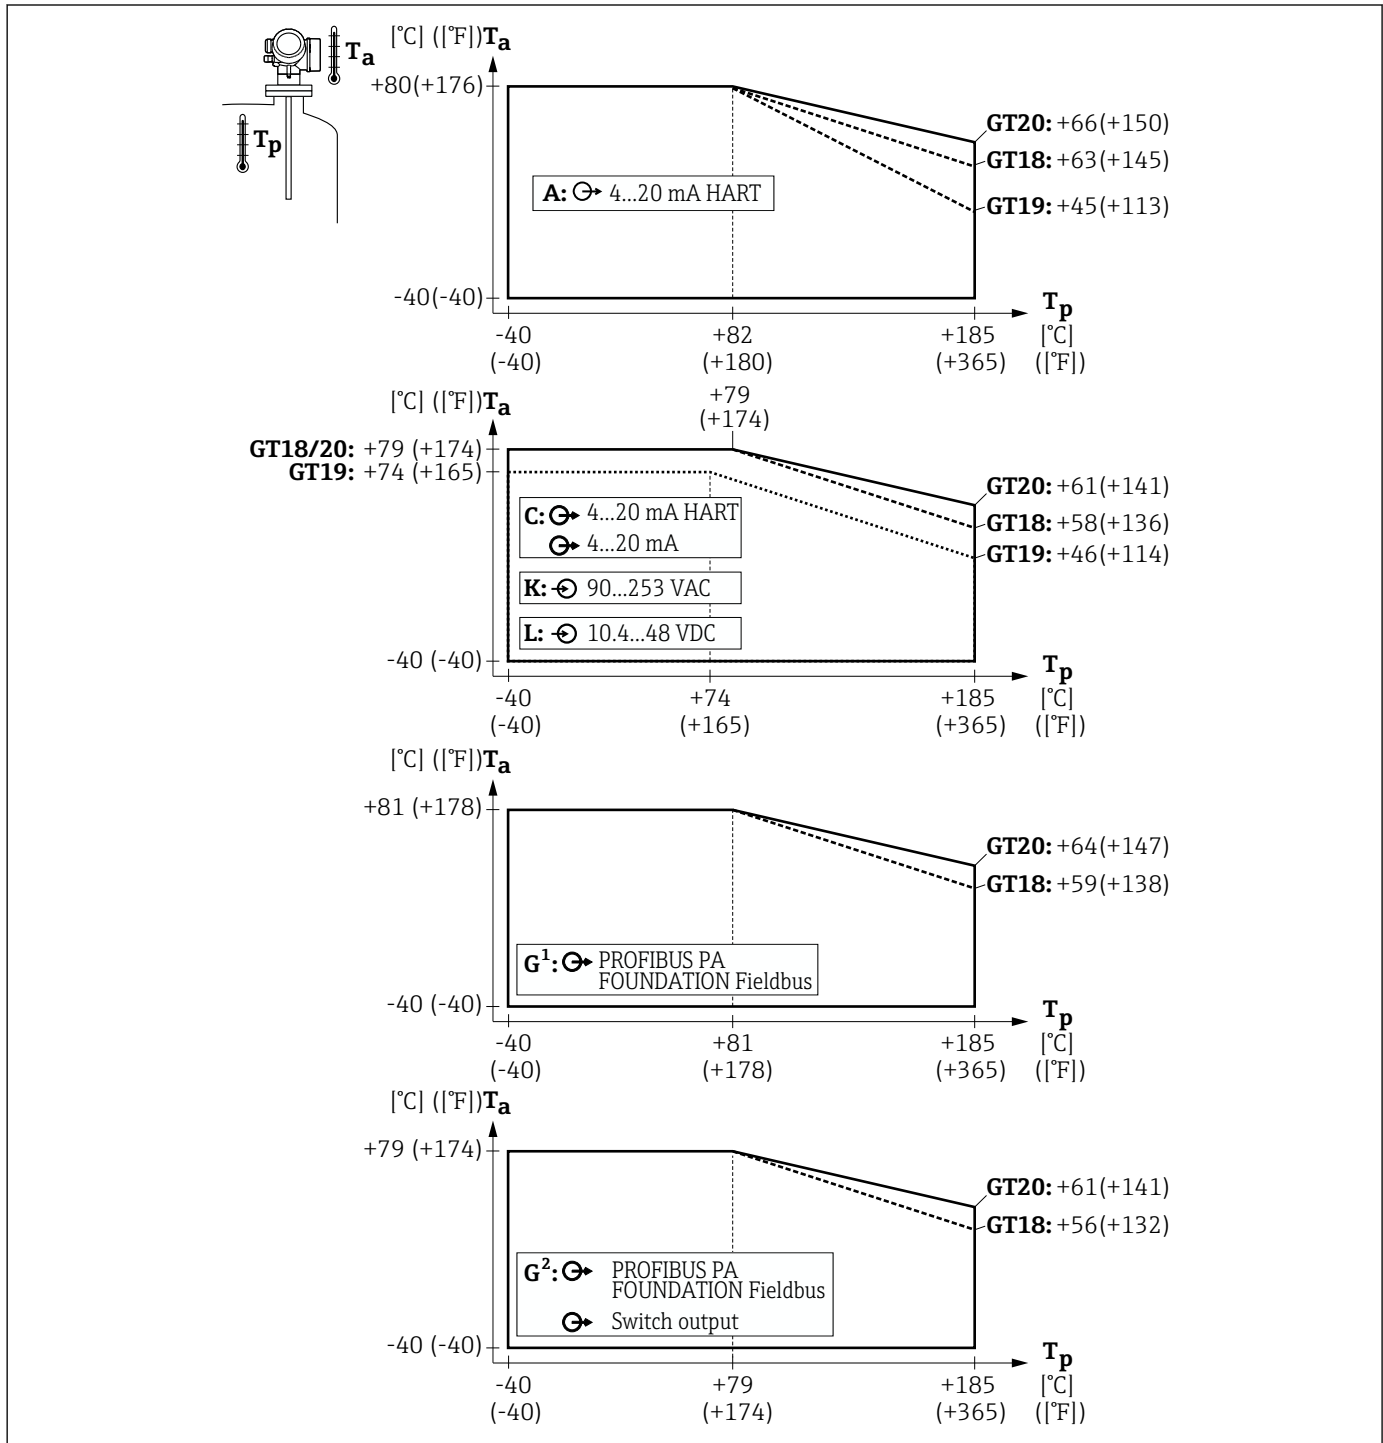 Ta
Tp
[°C] ([°F])Ta
+80(+176)
GT20: +66(+150)
GT18: +63(+145)
GT19: +45(+113)
A: 4...20 mA HART
-40(-40)
Tp
-40 +82 +185 [°C]
(-40) (+180) (+365) ([°F])
[°C] ([°F])Ta
+79
(+174)
GT18/20: +79 (+174)
GT19: +74 (+165)
GT20: +61(+141)
GT18: +58(+136)
GT19: +46(+114)
C: 4...20 mA HART
4...20 mA
K: 90...253 VAC
L: 10.4...48 VDC
-40 (-40)
Tp
-40 +74 +185 [°C]
(-40) (+165) (+365) ([°F])
[°C] ([°F])Ta
+81 (+178)
GT20: +64(+147)
GT18: +59(+138)
G1: PROFIBUS PA
FOUNDATION Fieldbus
-40 (-40)
Tp
-40 +81 +185 [°C]
(-40) (+178) (+365) ([°F])
[°C] ([°F])Ta
+79 (+174)
GT20: +61(+141)
GT18: +56(+132)
G2: PROFIBUS PA
FOUNDATION Fieldbus
Switch output
-40 (-40)
Tp
-40 +79 +185 [°C]
(-40) (+174) (+365) ([°F])